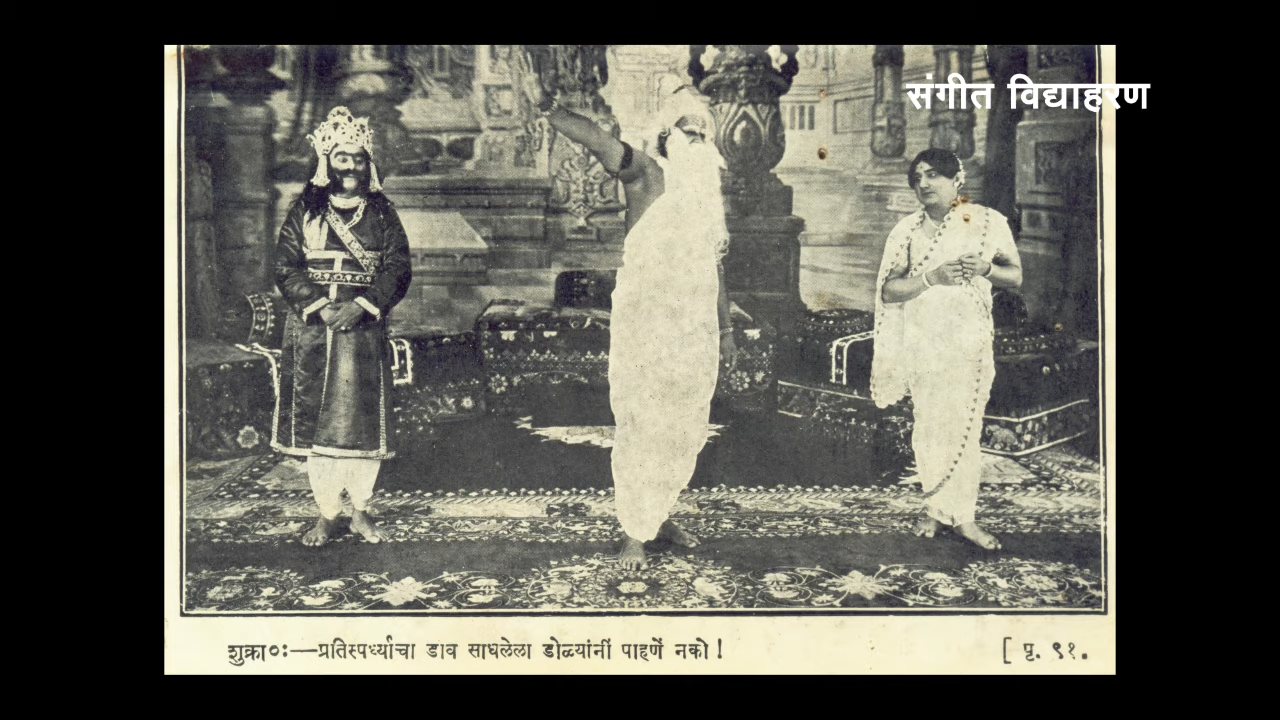 संगीत विद्याहरण
शुक्रा०:—प्रतिस्पर्ध्यांचा डाव साधलेला डोळ्यांनीं पाहणें नको!
[ पृ. ९१.